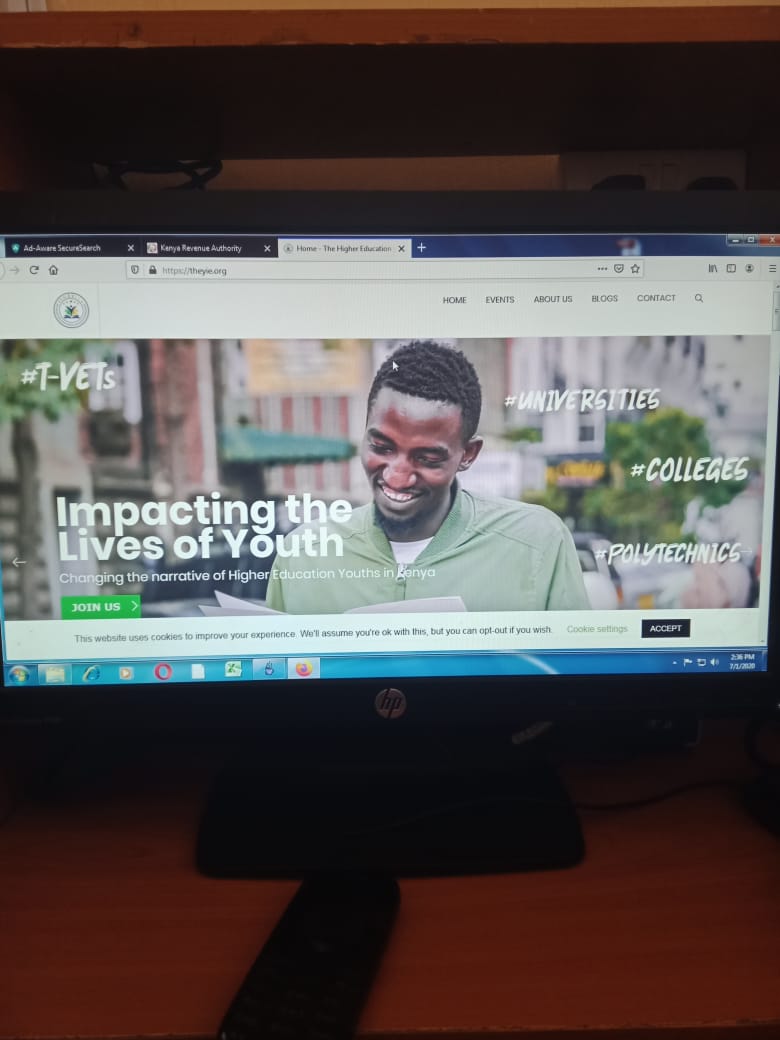 Ad-Aware SecureSearch
Kenya Revenue Authority
Home - The Higher Education
https://theyie.org
HOME
EVENTS
ABOUT US
BLOGS
CONTACT
#T-VETs
#UNIVERSITIES
#COLLEGES
Impacting the
Lives of Youth
#POLYTECHNICS
Changing the narrative of Higher Education Youths in Kenya
JOIN US
This website uses cookies to improve your experience. We'll assume you're ok with this, but you can opt-out if you wish.
Cookie settings
ACCEPT
2:36 PM
7/1/2020
hp